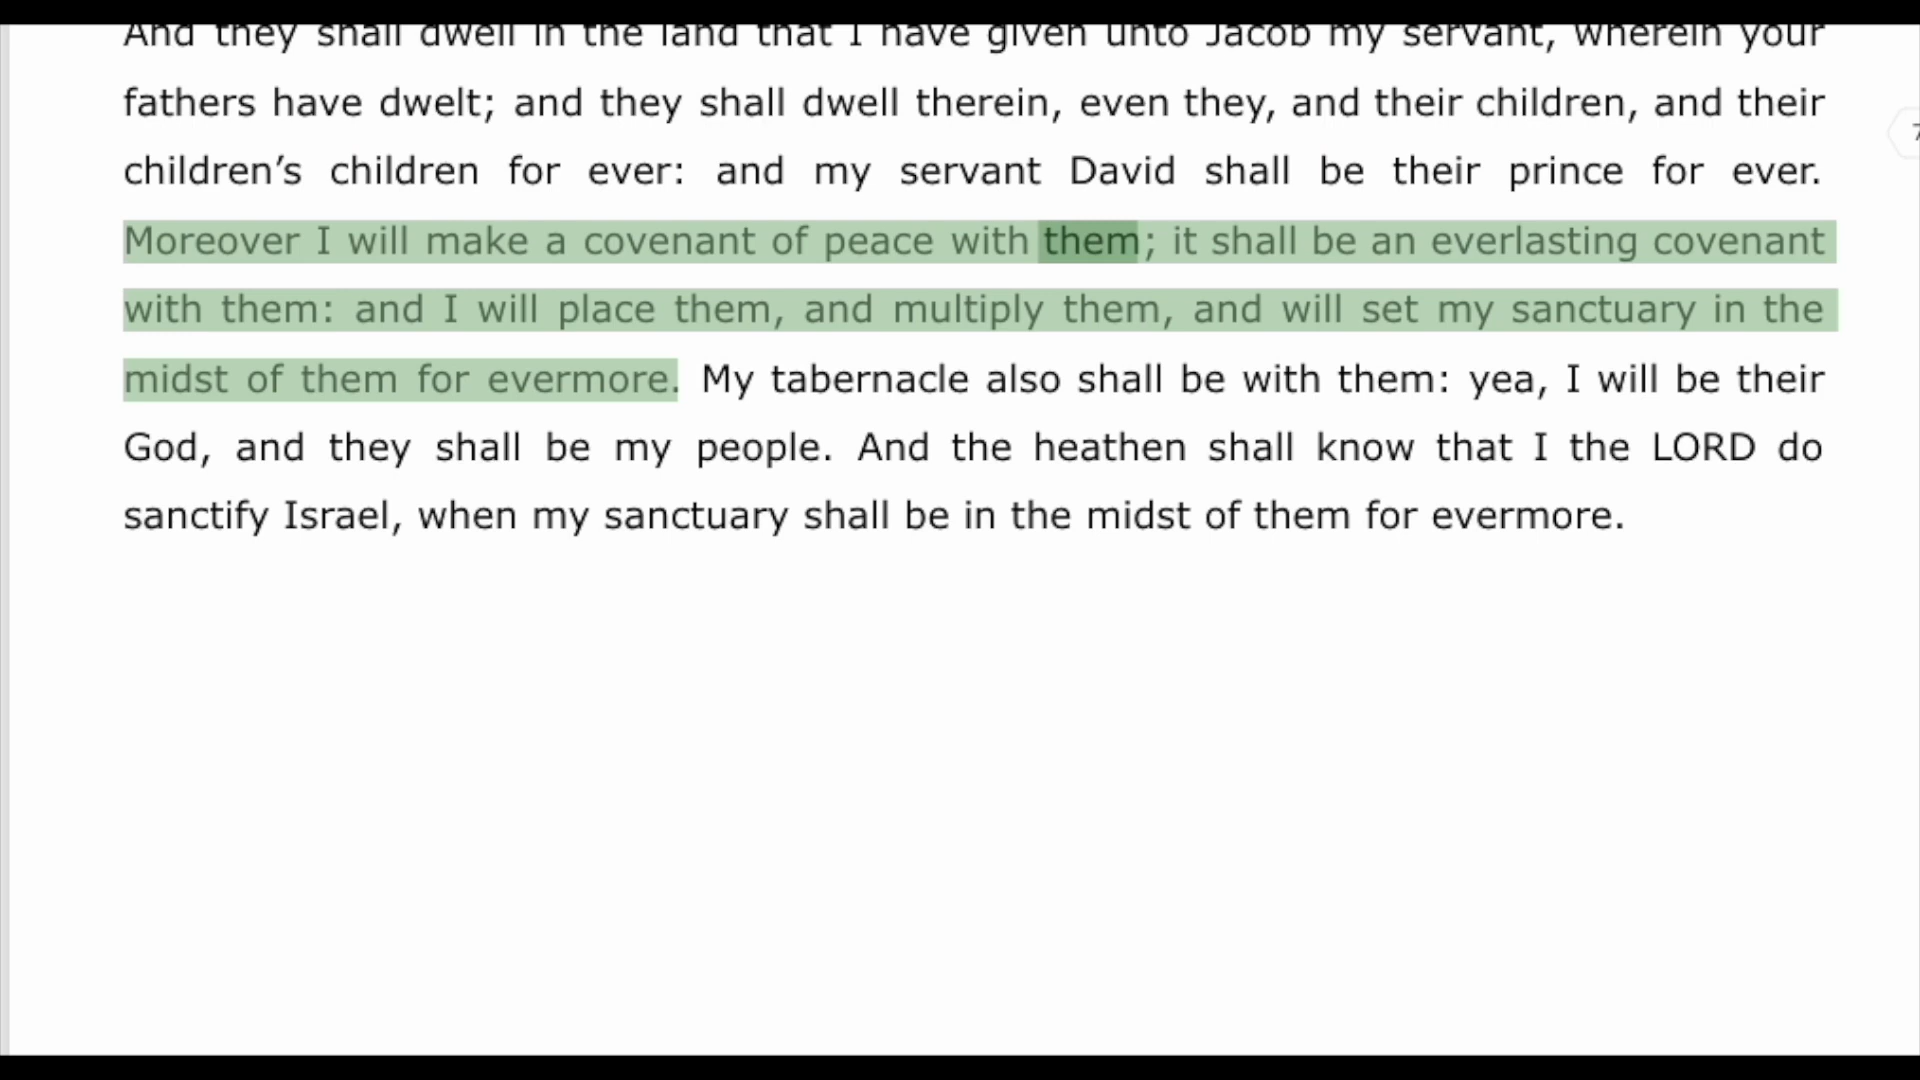 And they shall dwell in the land that I have given unto Jacob my servant, wherein your
fathers have dwelt; and they shall dwell therein, even they, and their children, and their
children’s children for ever: and my servant David shall be their prince for ever.
Moreover I will make a covenant of peace with them; it shall be an everlasting covenant
with them: and I will place them, and multiply them, and will set my sanctuary in the
midst of them for evermore. My tabernacle also shall be with them: yea, I will be their
God, and they shall be my people. And the heathen shall know that I the LORD do
sanctify Israel, when my sanctuary shall be in the midst of them for evermore.